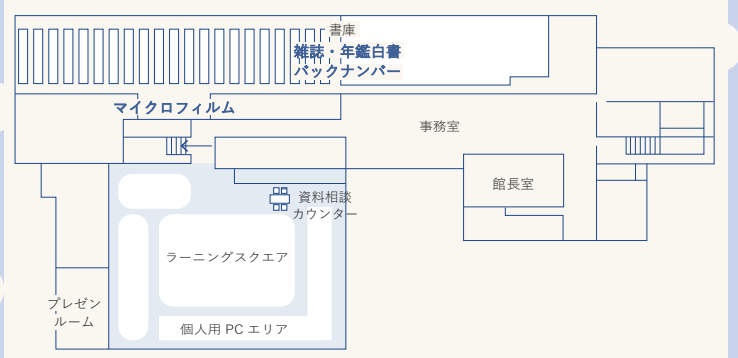 書庫
雑誌・年鑑白書
バックナンバー
マイクロフィルム
事務室
館長室
資料相談
カウンター
ラーニングスクエア
プレゼン
ルーム
個人用 PC エリア